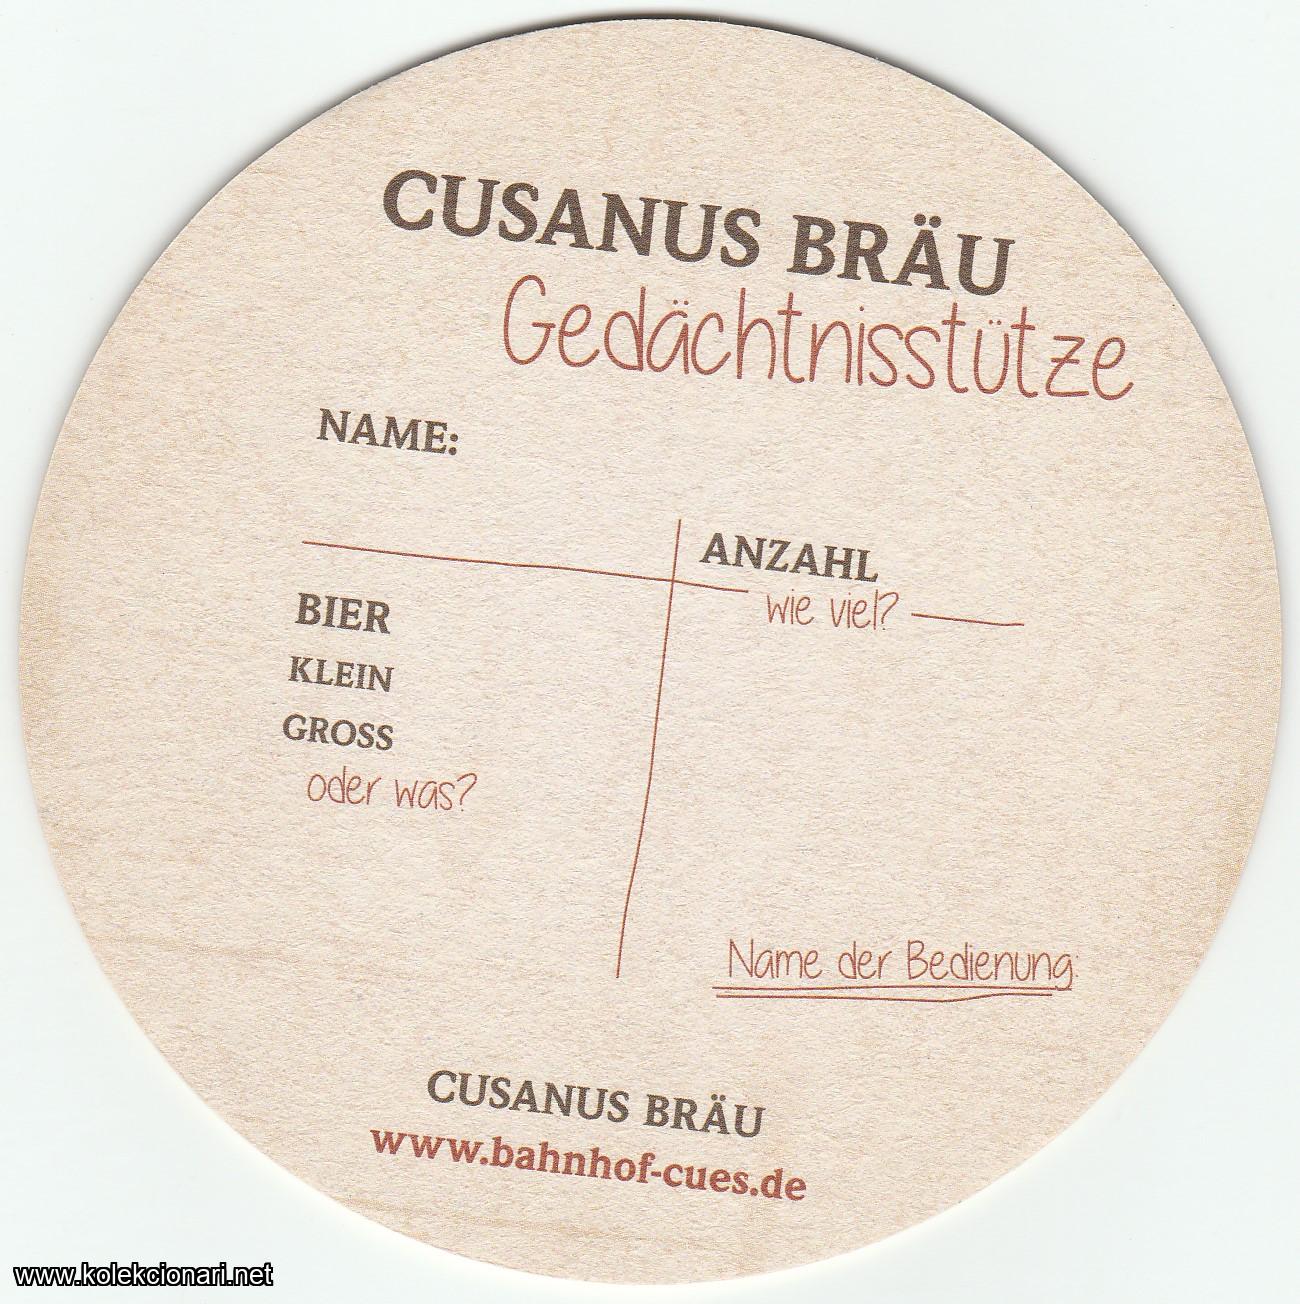 CUSANUS BRÄU
Gedächtnisstütze
NAME:
ANZAHL
wie viel?
BIER
KLEIN
GROSS
oder was?
Name der Bedienung:
CUSANUS BRÄU
www.bahnhof-cues.de
www.kolekcionari.net